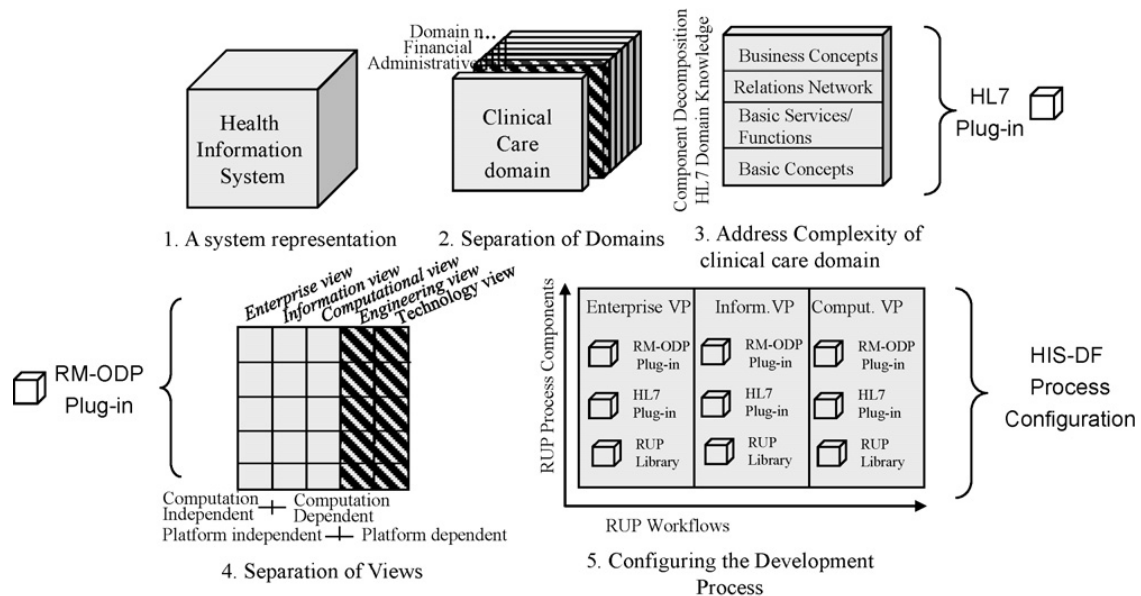 Health
Information
System
1. A system representation
Domain n...
Financial
Administrative
Clinical
Care
domain
2. Separation of Domains
Component Decomposition
HL7 Domain Knowledge
Business Concepts
Relations Network
Basic Services/
Functions
Basic Concepts
3. Address Complexity of
clinical care domain
HL7
Plug-in
RM-ODP
Plug-in
Enterprise view
Information view
Computational view
Engineering view
Technology view
Computation
Independent
Computation
Dependent
Platform independent
Platform dependent
4. Separation of Views
RUP Process Components
Enterprise VP
Inform. VP
Comput. VP
RM-ODP
Plug-in
RM-ODP
Plug-in
RM-ODP
Plug-in
HL7
Plug-in
HL7
Plug-in
HL7
Plug-in
RUP
Library
RUP
Library
RUP
Library
RUP Workflows
5. Configuring the Development
Process
HIS-DF
Process
Configuration